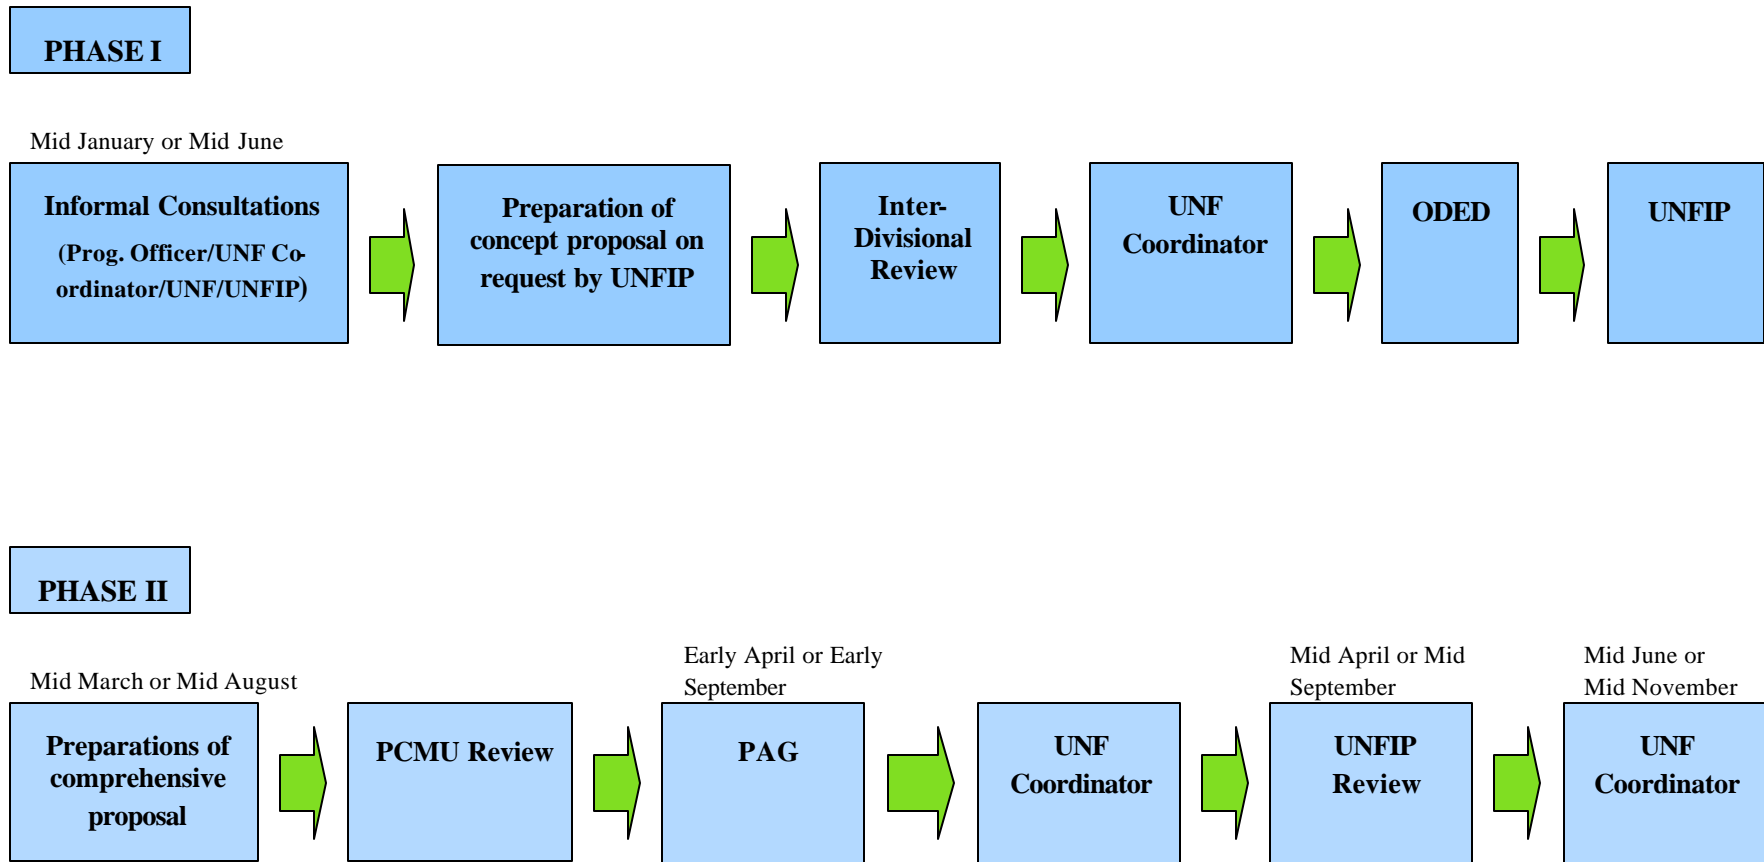 PHASE I
Mid January or Mid June
Informal Consultations
(Prog. Officer/UNF Co-
ordinator/UNF/UNFIP)
Preparation of
concept proposal on
request by UNFIP
Inter-
Divisional
Review
UNF
Coordinator
ODED
UNFIP
PHASE II
Mid March or Mid August
Preparations of
comprehensive
proposal
PCMU Review
Early April or Early
September
PAG
UNF
Coordinator
Mid April or Mid
September
UNFIP
Review
Mid June or
Mid November
UNF
Coordinator